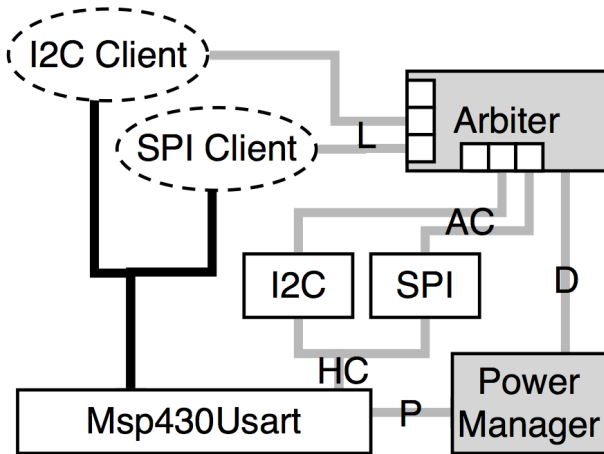 I2C Client
SPI Client
L
Arbiter
AC
I2C
SPI
D
HC
Msp430Usart
P
Power
Manager